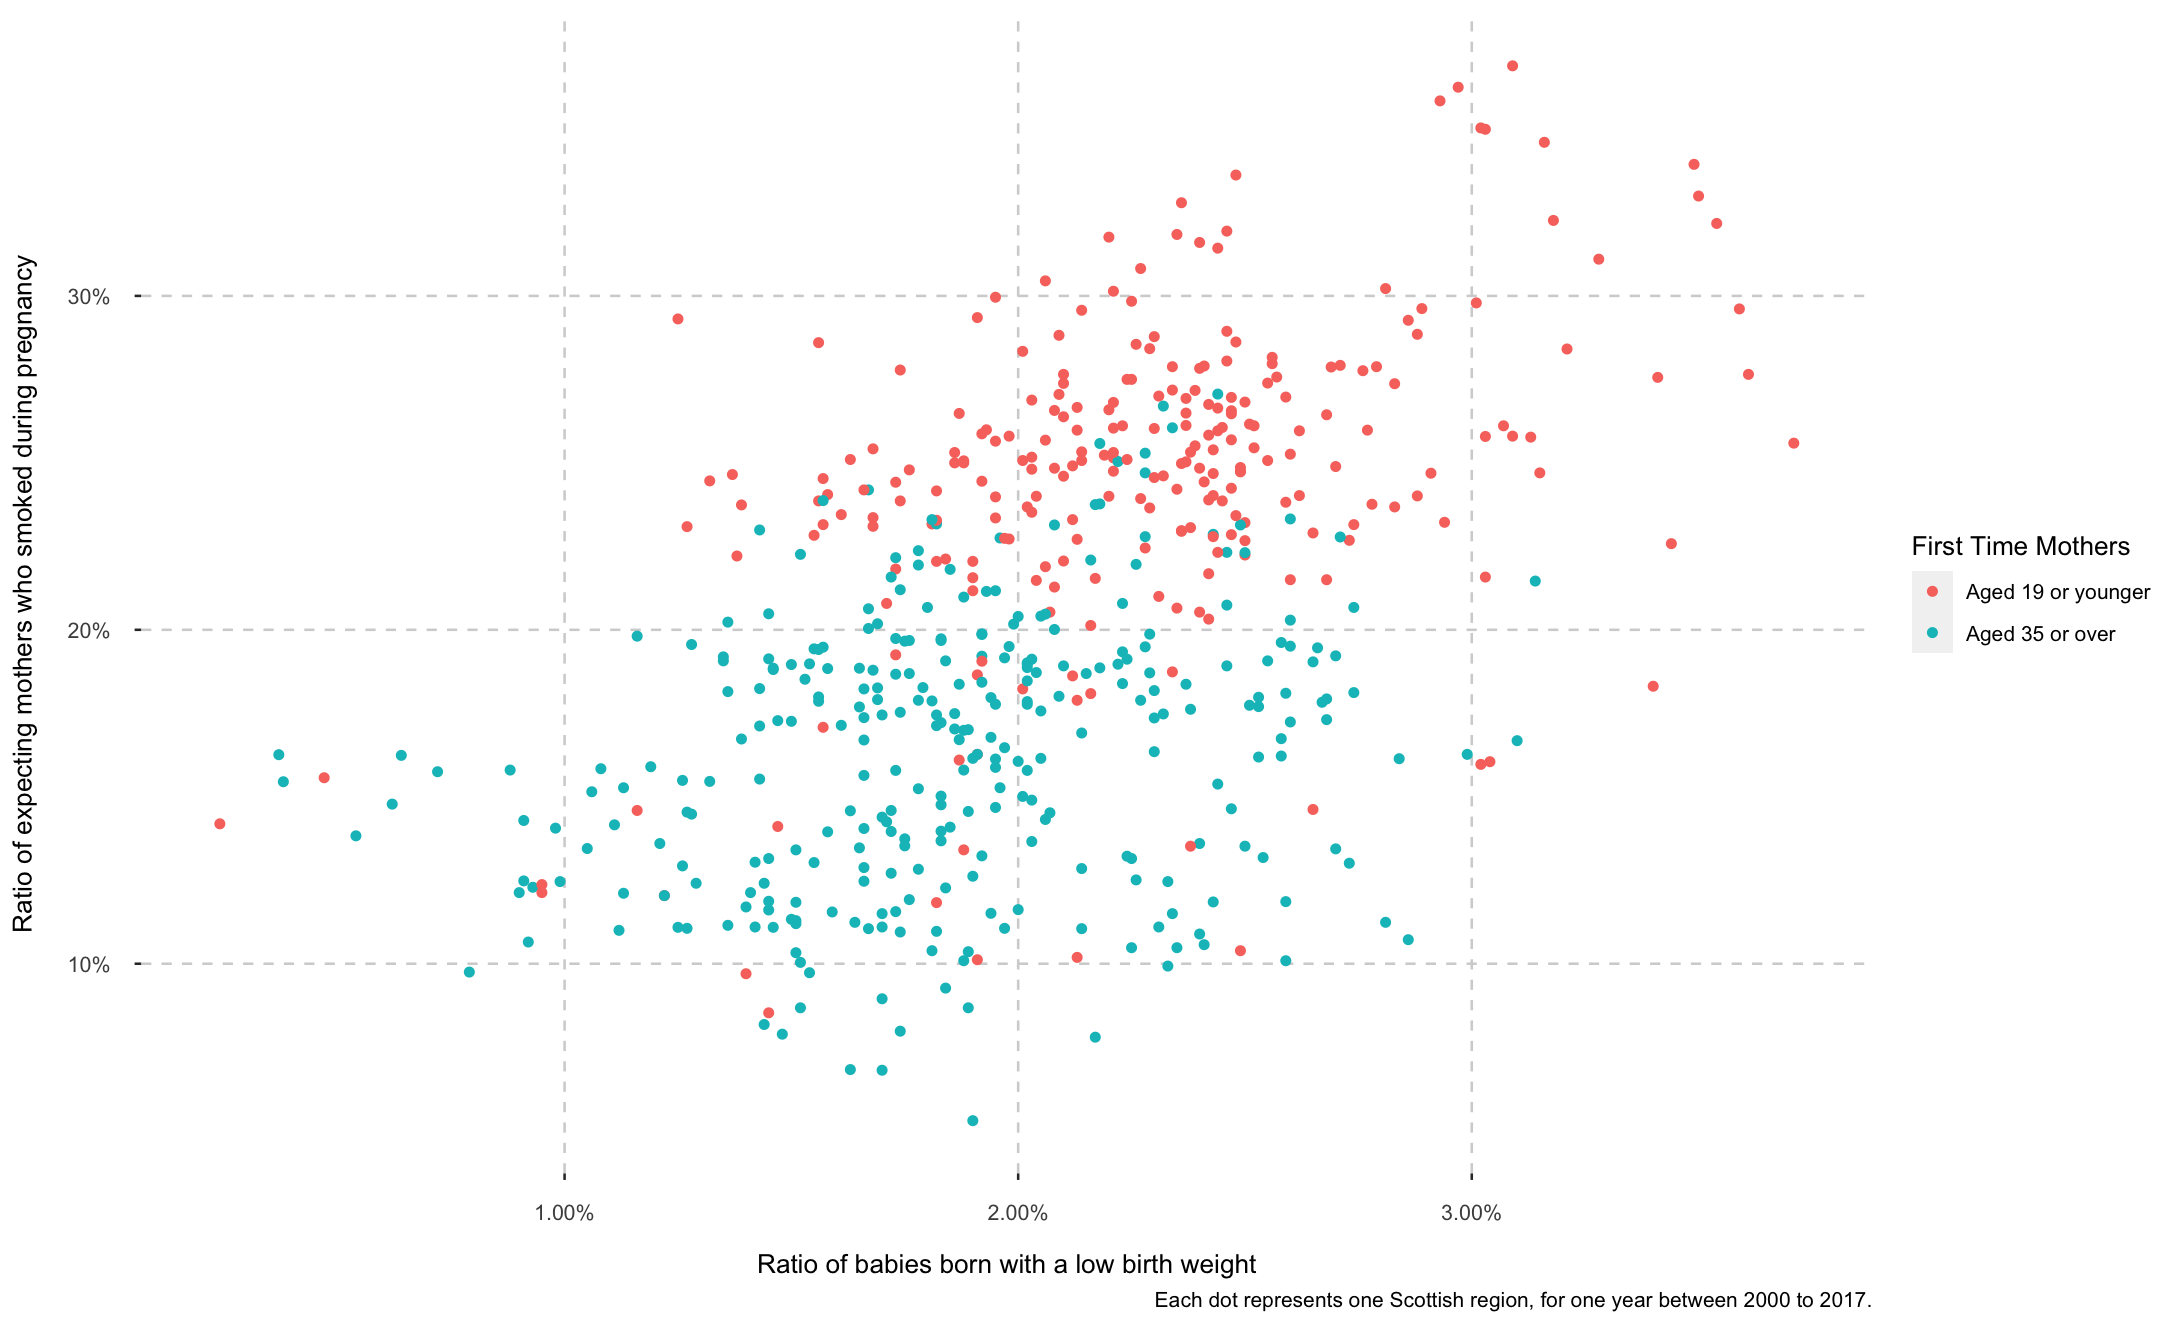 Ratio of expecting mothers who smoked during pregnancy
30%
20%
10%
1.00%
2.00%
3.00%
Ratio of babies born with a low birth weight
Each dot represents one Scottish region, for one year between 2000 to 2017.
First Time Mothers
Aged 19 or younger
Aged 35 or over